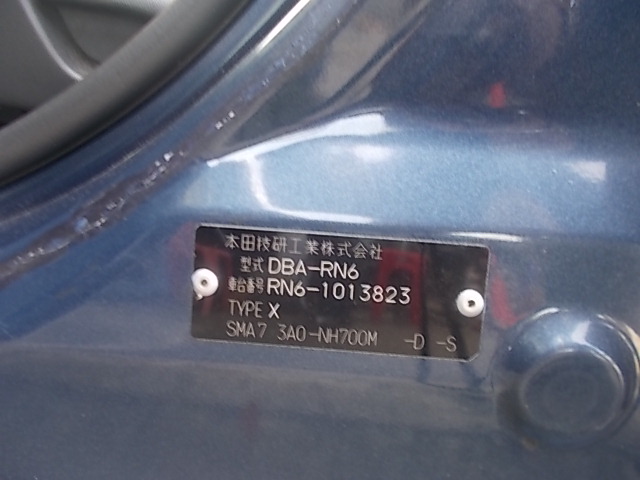 本田技研工業株式会社
型式 DBA-RN6
車台番号 RN6-1013823
TYPE X
SMA7 3A0-NH700M -D -S